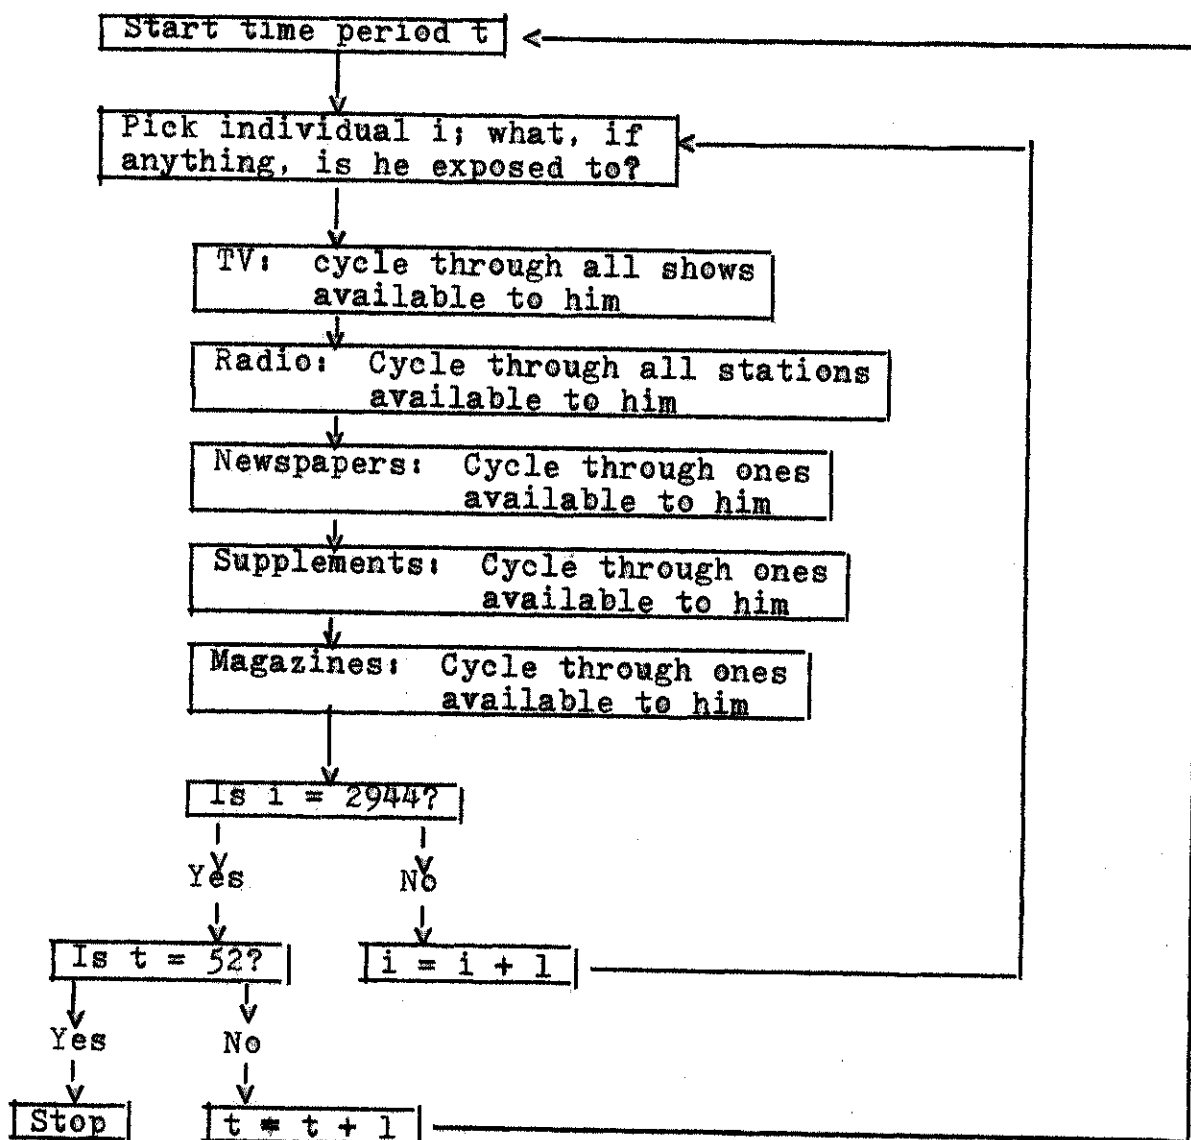 Start time period t
Pick individual i; what, if
anything, is he exposed to?
TV: cycle through all shows
available to him
Radio: Cycle through all stations
available to him
Newspapers: Cycle through ones
available to him
Supplements: Cycle through ones
available to him
Magazines: Cycle through ones
available to him
Is i = 2944?
Yes No
Is t = 52? i = i + 1
Yes No
Stop t = t + 1